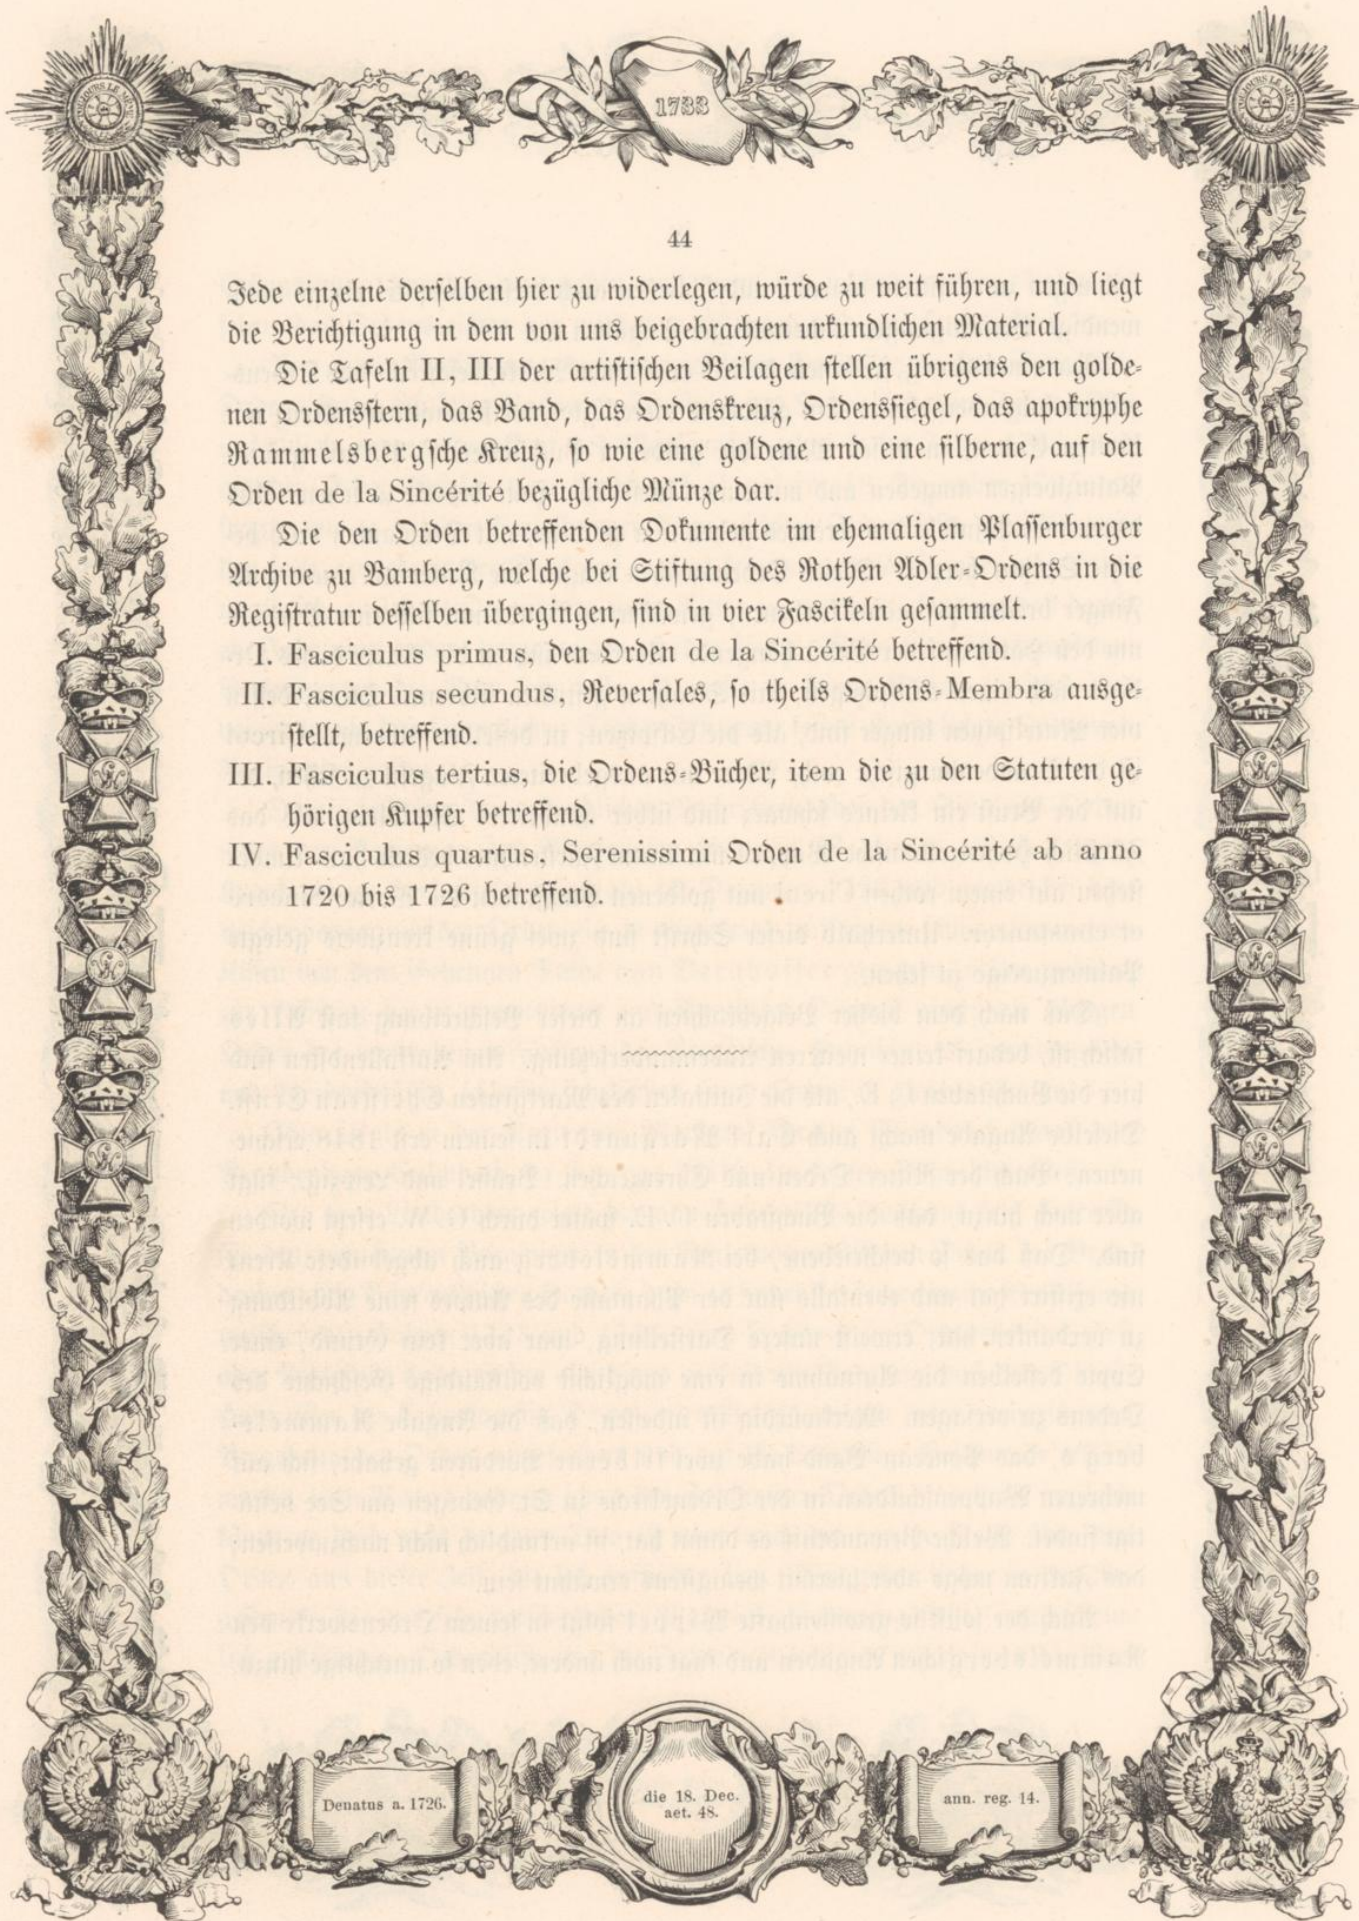 1733
44
Jede einzelne derselben hier zu widerlegen, würde zu weit führen, und liegt
die Berichtigung in dem von uns beigebrachten urkundlichen Material.
Die Tafeln II, III der artistischen Beilagen stellen übrigens den golde-
nen Ordensstern, das Band, das Ordenskreuz, Ordenssiegel, das apokryphe
Rammelsbergsche Kreuz, so wie eine goldene und eine silberne, auf den
Orden de la Sincérité bezügliche Münze dar.
Die den Orden betreffenden Dokumente im ehemaligen Plassenburger
Archive zu Bamberg, welche bei Stiftung des Rothen Adler-Ordens in die
Registratur desselben übergingen, sind in vier Fascikeln gesammelt.
I. Fasciculus primus, den Orden de la Sincérité betreffend.
II. Fasciculus secundus, Reversales, so theils Ordens-Membra ausge-
stellt, betreffend.
III. Fasciculus tertius, die Ordens-Bücher, item die zu den Statuten ge-
hörigen Kupfer betreffend.
IV. Fasciculus quartus, Serenissimi Orden de la Sincérité ab anno
1720 bis 1726 betreffend.
Denatus a. 1726.
die 18. Dec.
aet. 48.
ann. reg. 14.